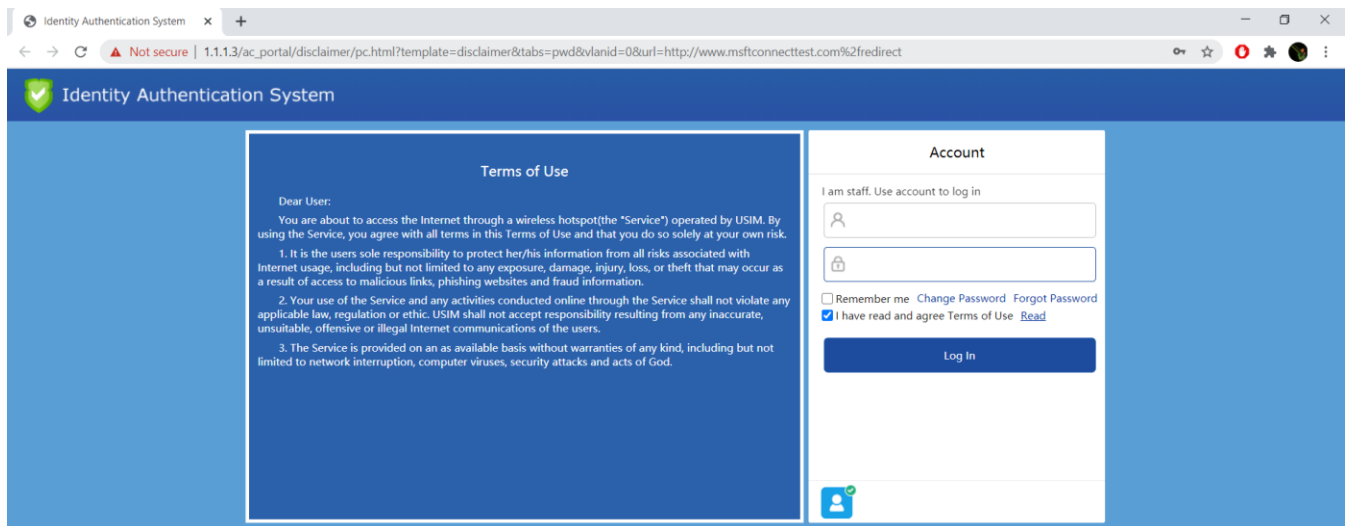 Identity Authentication System
Not secure | 1.1.1.3/ac_portal/disclaimer/pc.html?template=disclaimer&tabs=pwd&vlanid=0&url=http://www.msftconnecttest.com%2fredirect
Identity Authentication System
Terms of Use
Dear User:
You are about to access the Internet through a wireless hotspot(the "Service") operated by USIM. By
using the Service, you agree with all terms in this Terms of Use and that you do so solely at your own risk.
1. It is the users sole responsibility to protect her/his information from all risks associated with
Internet usage, including but not limited to any exposure, damage, injury, loss, or theft that may occur as
a result of access to malicious links, phishing websites and fraud information.
2. Your use of the Service and any activities conducted online through the Service shall not violate any
applicable law, regulation or ethic. USIM shall not accept responsibility resulting from any inaccurate,
unsuitable, offensive or illegal Internet communications of the users.
3. The Service is provided on an as available basis without warranties of any kind, including but not
limited to network interruption, computer viruses, security attacks and acts of God.
Account
I am staff. Use account to log in
Remember me Change Password Forgot Password
I have read and agree Terms of Use Read
Log In